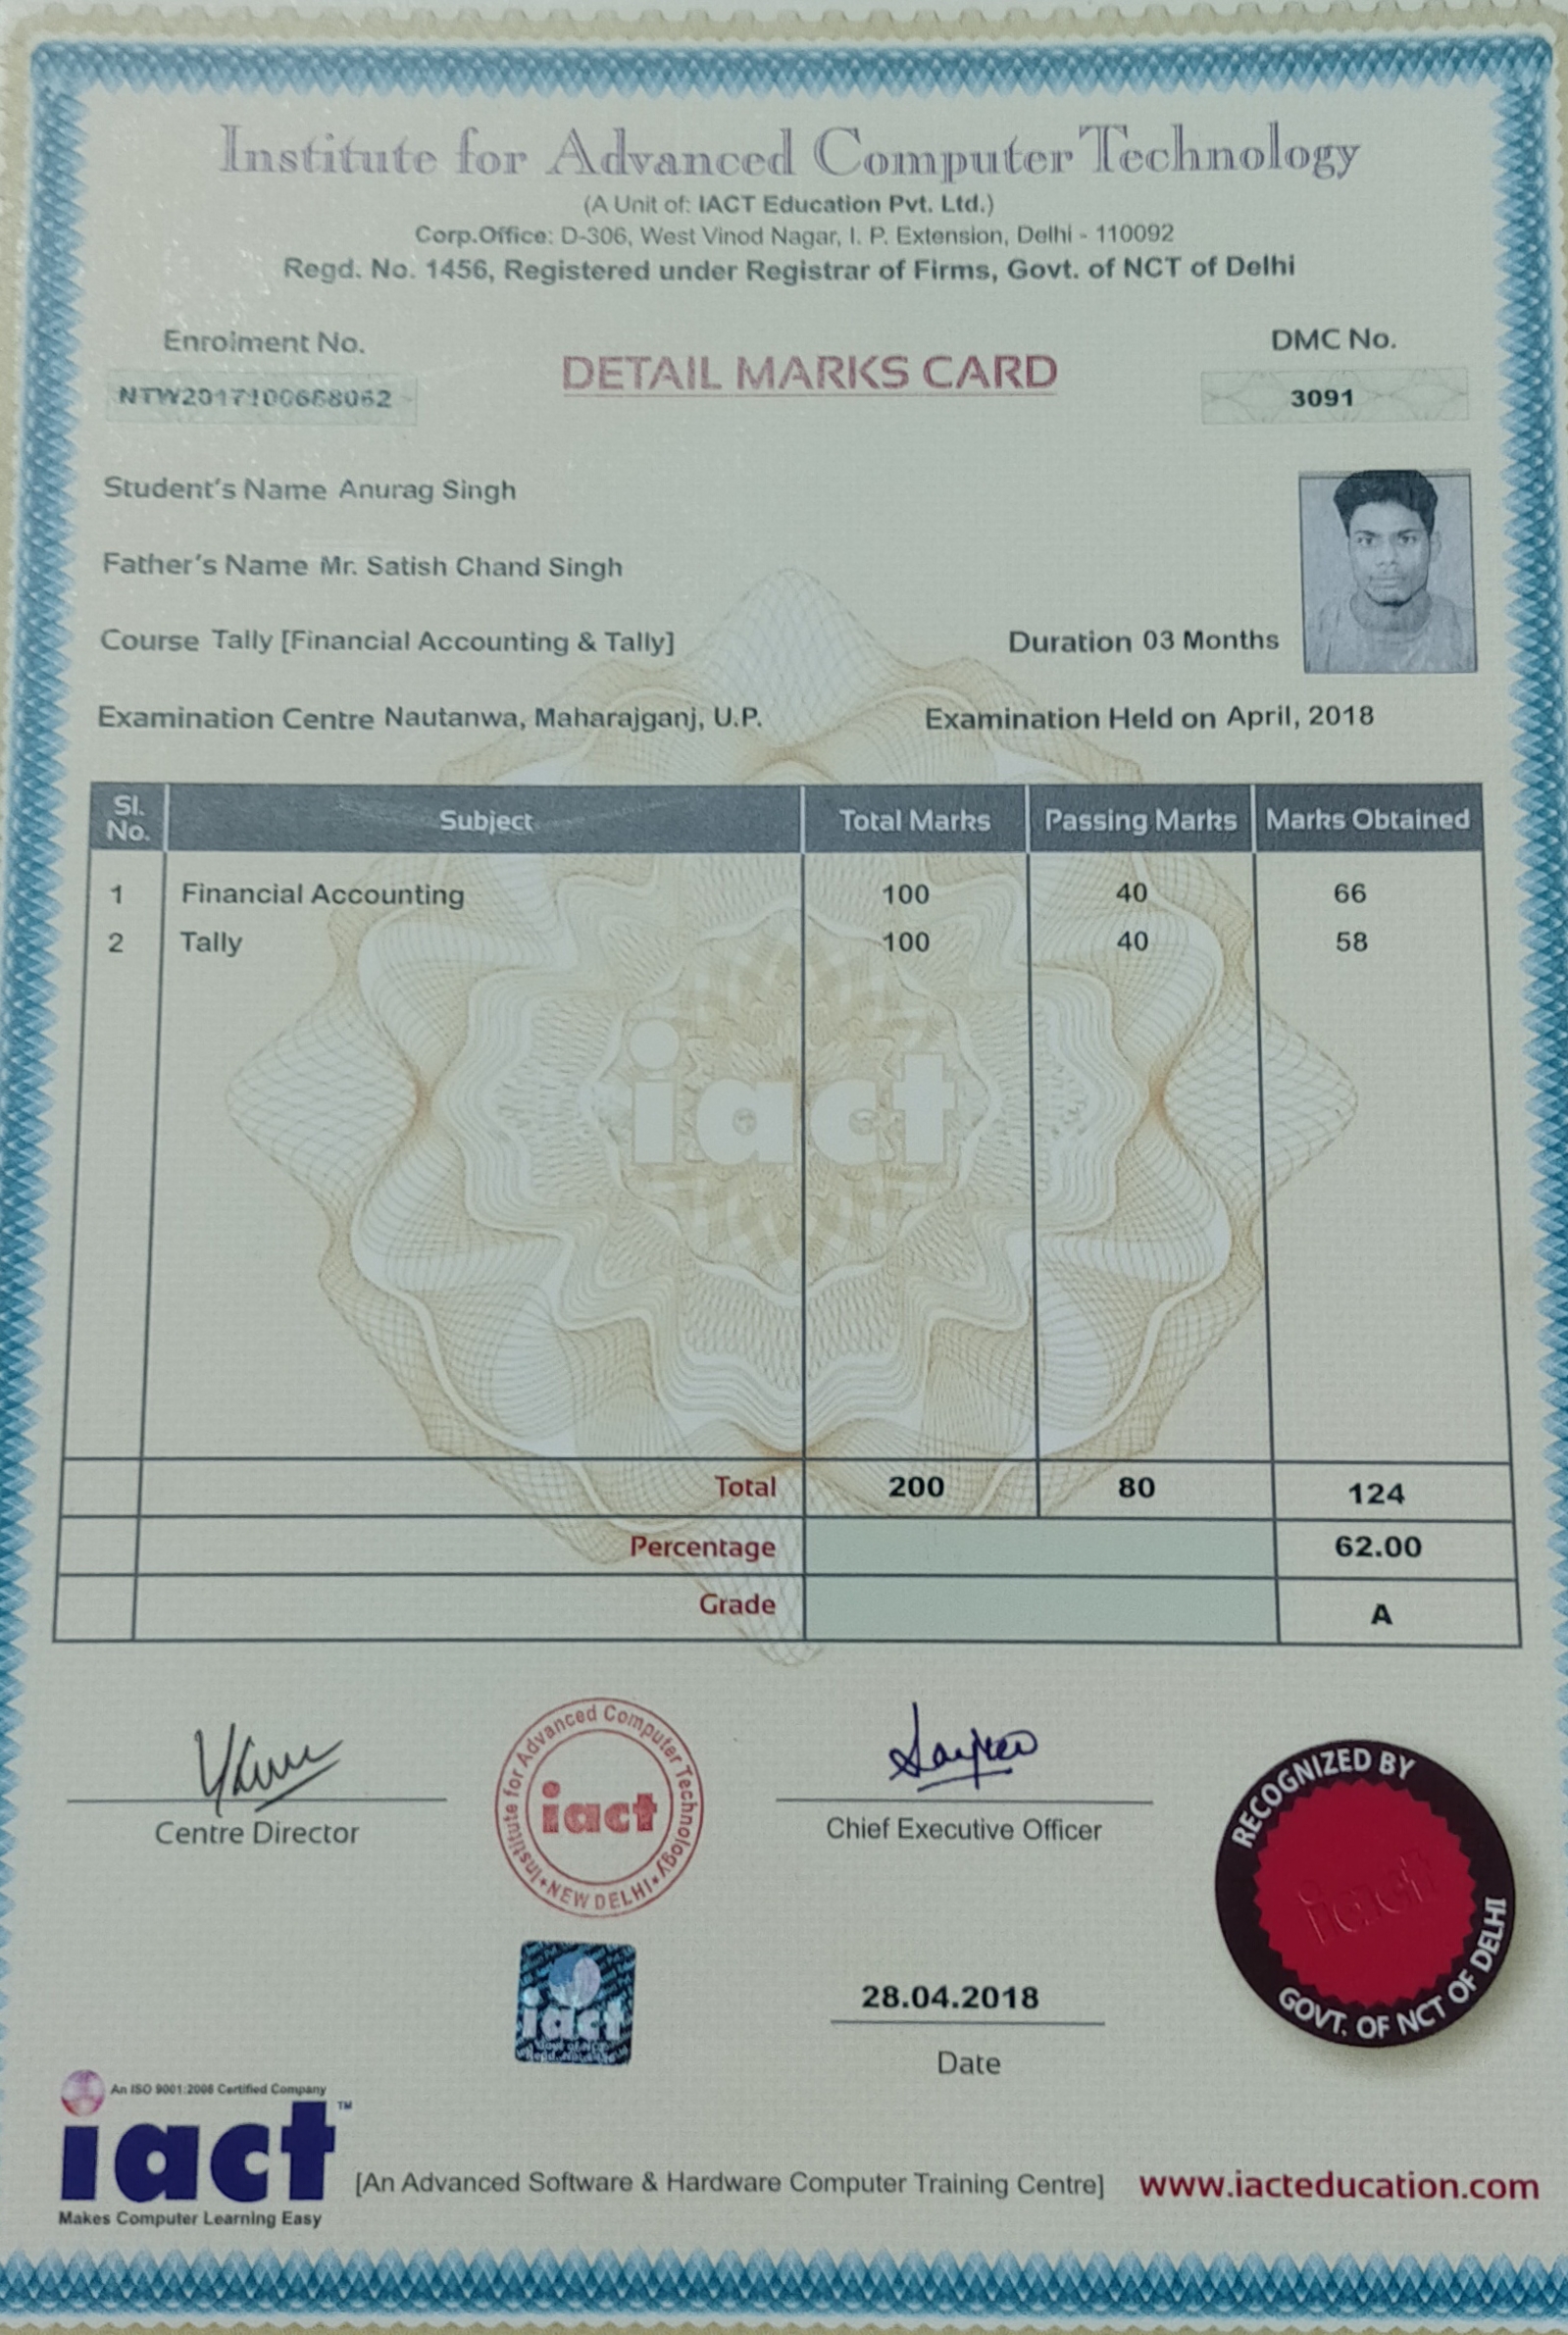 Institute for Advanced Computer Technology
(A Unit of: IACT Education Pvt. Ltd.)
Corp.Office: D-306, West Vinod Nagar, I. P. Extension, Delhi - 110092
Regd. No. 1456, Registered under Registrar of Firms, Govt. of NCT of Delhi
Enrolment No.
DMC No.
DETAIL MARKS CARD
3091
Student's Name Anurag Singh
Father's Name Mr. Satish Chand Singh
Course Tally [Financial Accounting & Tally] Duration 03 Months
Examination Centre Nautanwa, Maharajganj, U.P. Examination Held on April, 2018
Sl. No. Subject Total Marks Passing Marks Marks Obtained
1 Financial Accounting 100 40 66
2 Tally 100 40 58
iact
Total 200 80 124
Percentage 62.00
Grade A
Centre Director
Institute for Advanced Computer Technology
iact
NEW DELHI
Chief Executive Officer
RECOGNIZED BY
iact
GOVT. OF NCT OF DELHI
iact
28.04.2018
Date
An ISO 9001:2008 Certified Company
iact TM
Makes Computer Learning Easy
[An Advanced Software & Hardware Computer Training Centre] www.iacteducation.com